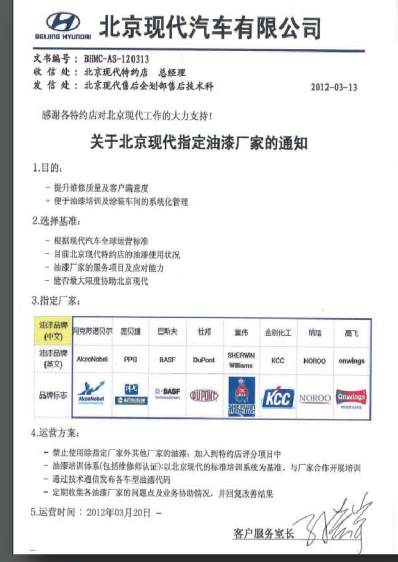 BEIJING HYUNDAI 北京现代汽车有限公司
文书编号：BHMC-AS-120313
收 信 处：北京现代特约店 总经理
发 信 处：北京现代售后企划部售后技术科 2012-03-13
感谢各特约店对北京现代工作的大力支持！
关于北京现代指定油漆厂家的通知
1.目的：
- 提升维修质量及客户满意度
- 便于油漆培训及涂装车间的系统化管理
2.选择基准：
- 根据现代汽车全球运营标准
- 目前北京现代特约店的油漆使用状况
- 油漆厂家的服务项目及应对能力
- 能否最大限度协助北京现代
3.指定厂家：
油漆品牌(中文) 阿克苏诺贝尔 庞贝捷 巴斯夫 杜邦 宣伟 金刚化工 纳路 高飞
油漆品牌(英文) AkzoNobel PPG BASF DuPont SHERWIN Williams KCC NOROO onwings
品牌标志 AkzoNobel PPG BASF DUPONT KCC NOROO Onwings
4.运营方案：
- 禁止使用除指定厂家外其他厂家的油漆：加入到特约店评分项目中
- 油漆培训体系(包括维修师认证)：以北京现代的标准培训系统为基准，与厂家合作开展培训
- 通过技术通信发布各车型油漆代码
- 定期收集各油漆厂家的问题点及业务协助情况，并回复改善结果
5.运营时间：2012年03月20日 ~
客户服务室长